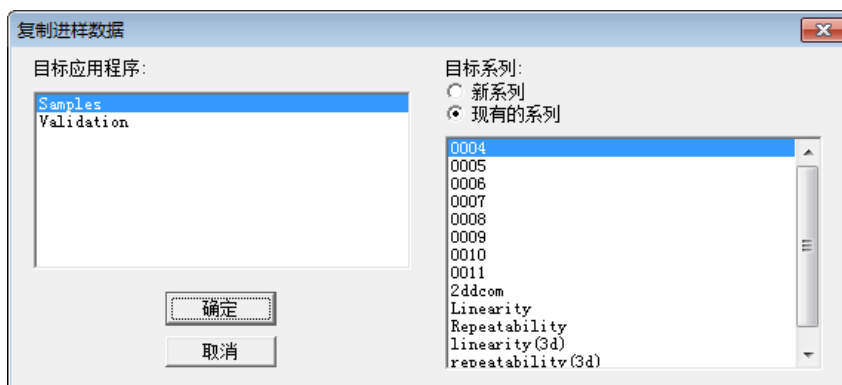 复制进样数据
目标应用程序:
Samples
Validation
确定
取消
目标系列:
新系列
现有的系列
0004
0005
0006
0007
0008
0009
0010
0011
2ddcom
Linearity
Repeatability
linearity(3d)
repeatability(3d)